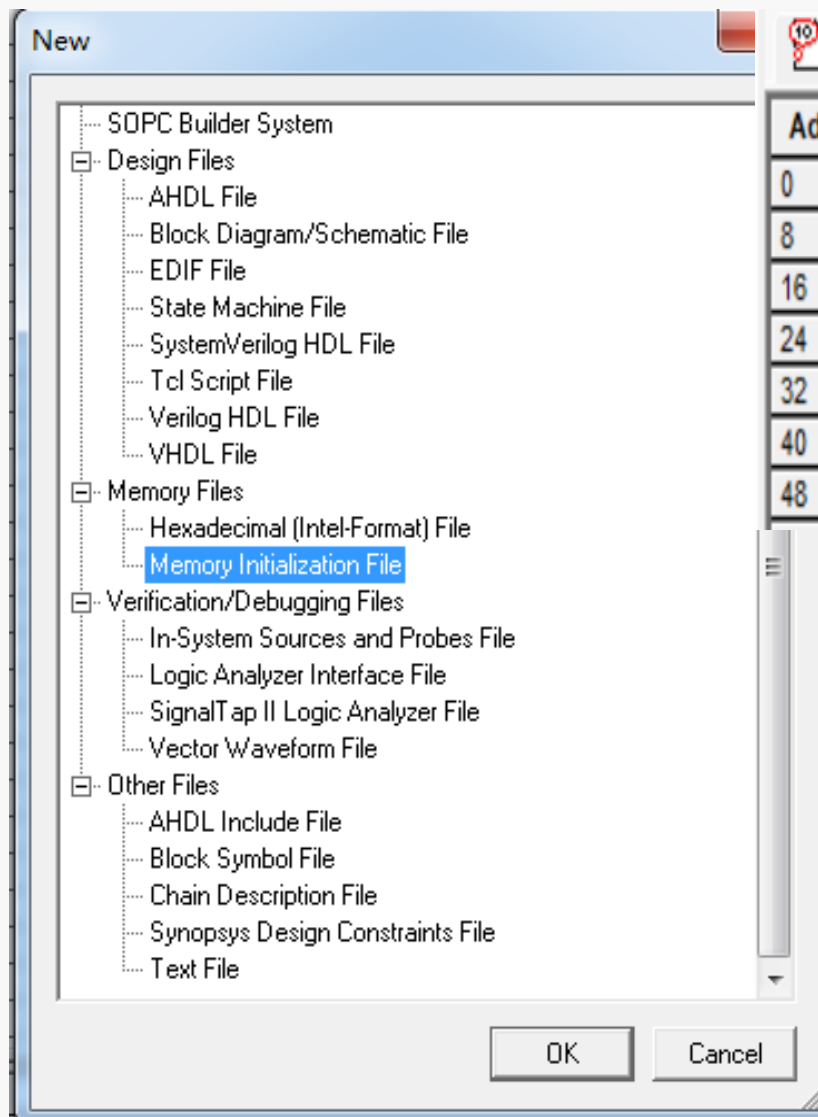 New
SOPC Builder System
Design Files
AHDL File
Block Diagram/Schematic File
EDIF File
State Machine File
SystemVerilog HDL File
Tcl Script File
Verilog HDL File
VHDL File
Memory Files
Hexadecimal (Intel-Format) File
Memory Initialization File
Verification/Debugging Files
In-System Sources and Probes File
Logic Analyzer Interface File
SignalTap II Logic Analyzer File
Vector Waveform File
Other Files
AHDL Include File
Block Symbol File
Chain Description File
Synopsys Design Constraints File
Text File
OK
Cancel
10
Ad
0
8
16
24
32
40
48